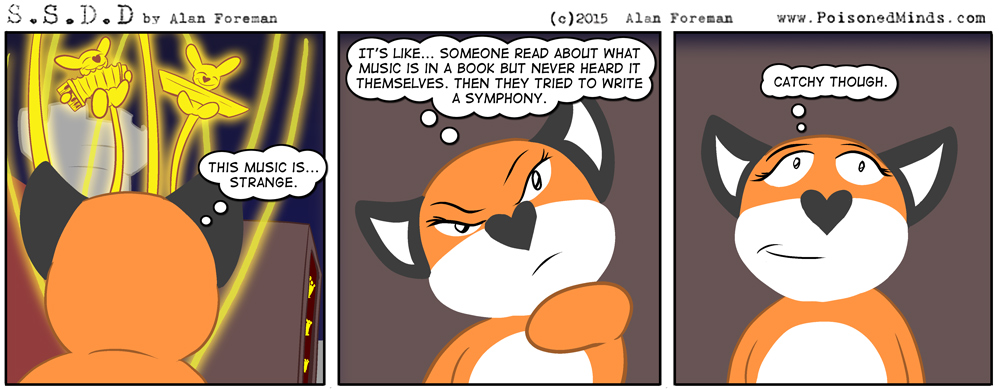 S.S.D.D by Alan Foreman (c)2015 Alan Foreman www.PoisonedMinds.com
THIS MUSIC IS...
STRANGE.
IT'S LIKE... SOMEONE READ ABOUT WHAT
MUSIC IS IN A BOOK BUT NEVER HEARD IT
THEMSELVES. THEN THEY TRIED TO WRITE
A SYMPHONY.
CATCHY THOUGH.